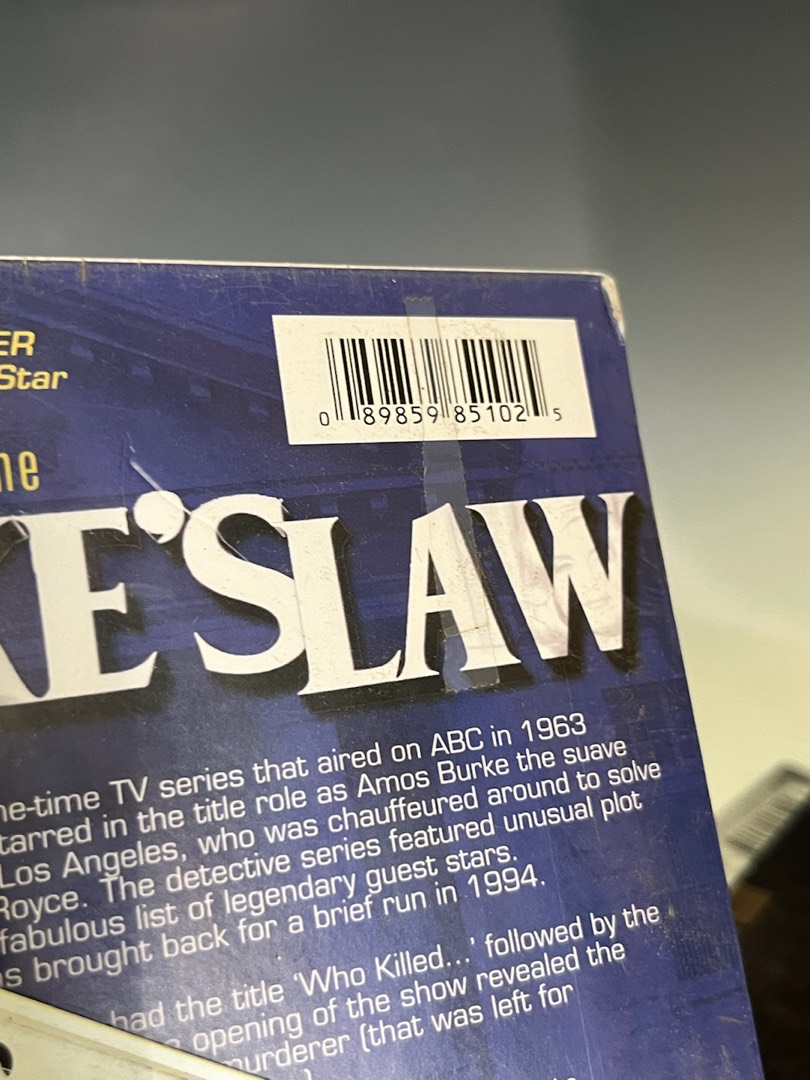 ER
Star
0 89859 85102 5
ne
KE'S LAW
ne-time TV series that aired on ABC in 1963
tarred in the title role as Amos Burke the suave
Los Angeles, who was chauffeured around to solve
Royce. The detective series featured unusual plot
fabulous list of legendary guest stars.
s brought back for a brief run in 1994.
had the title 'Who Killed...' followed by the
opening of the show revealed the
murderer (that was left for